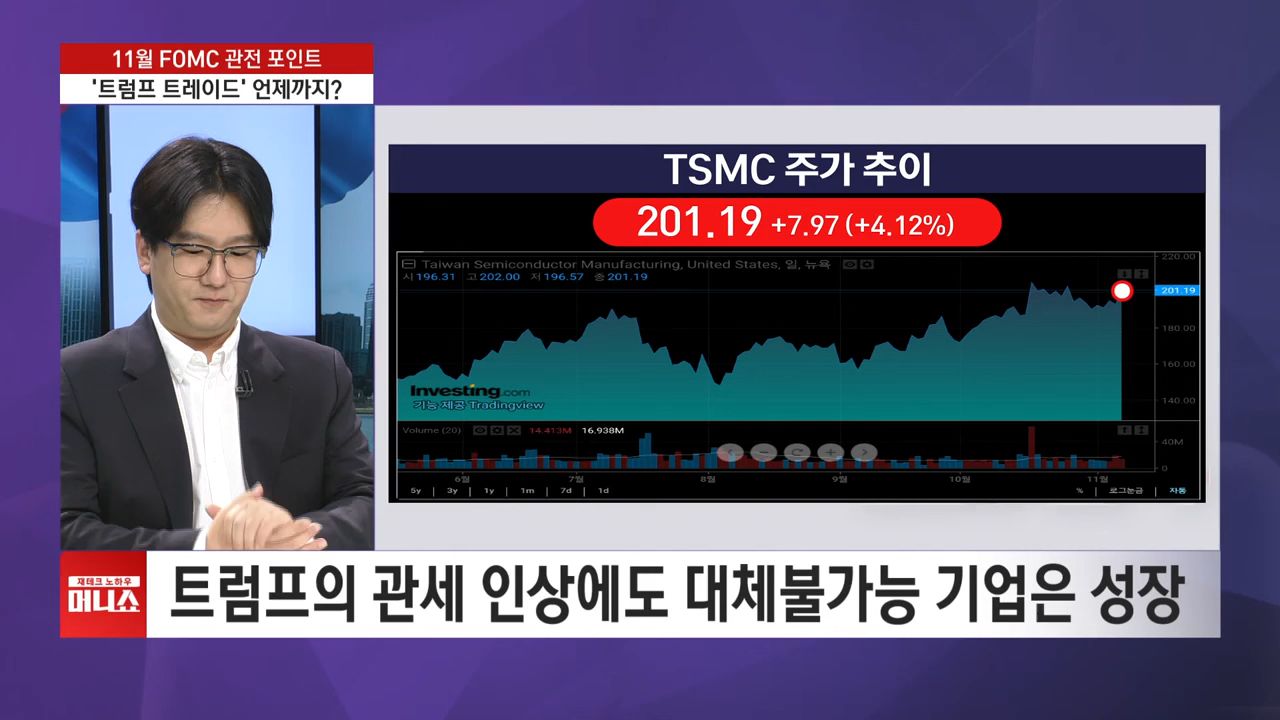 11월 FOMC 관전 포인트
'트럼프 트레이드' 언제까지?
TSMC 주가 추이
201.19 +7.97 (+4.12%)
Taiwan Semiconductor Manufacturing, United States, 일, 뉴욕
시 196.31 고 202.00 저 196.57 종 201.19
220.00
201.19
180.00
160.00
140.00
Investing.com
기능 제공 Tradingview
Volume (20) 14.413M 16.938M
40M
0
6월 7월 8월 9월 10월 11월
5y | 3y | 1y | 1m | 7d | 1d
% | 로그눈금 | 자동
재테크 노하우
머니쇼
트럼프의 관세 인상에도 대체불가능 기업은 성장